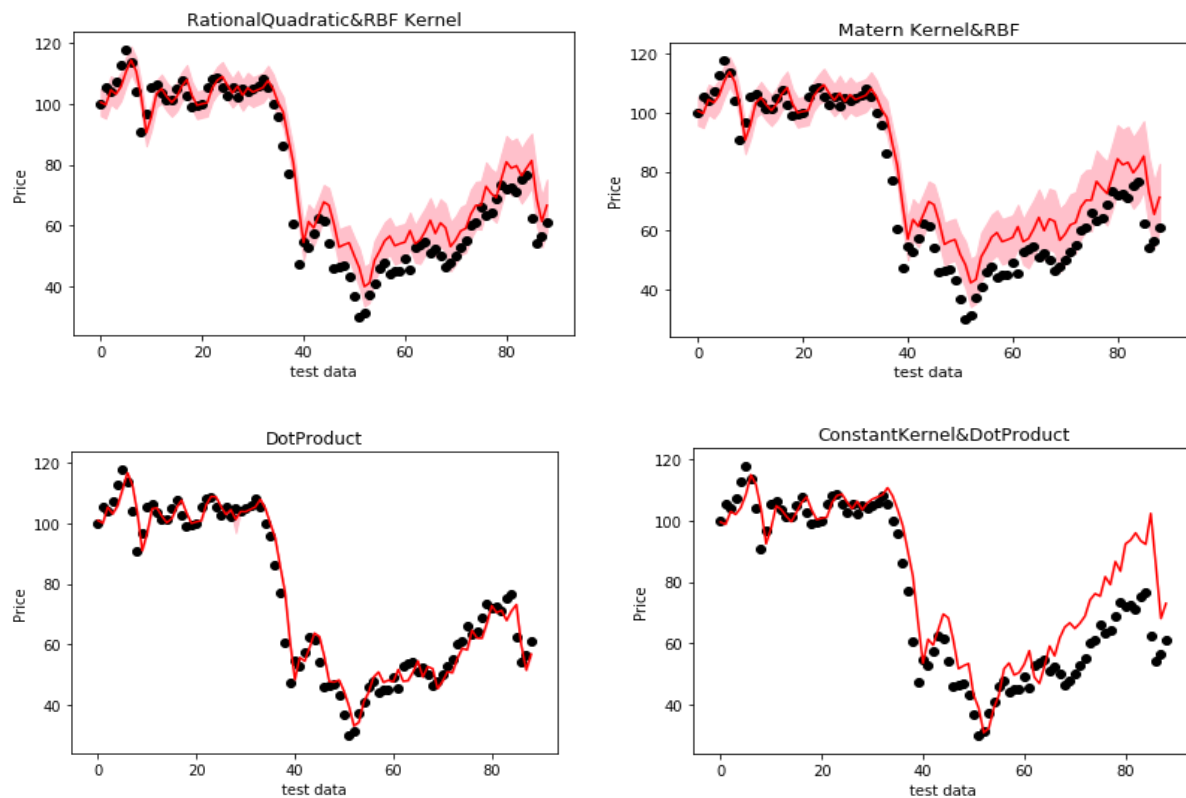 RationalQuadratic&RBF Kernel
120
100
80
60
40
Price
0 20 40 60 80
test data
Matern Kernel&RBF
120
100
80
60
40
Price
0 20 40 60 80
test data
DotProduct
120
100
80
60
40
Price
0 20 40 60 80
test data
ConstantKernel&DotProduct
120
100
80
60
40
Price
0 20 40 60 80
test data